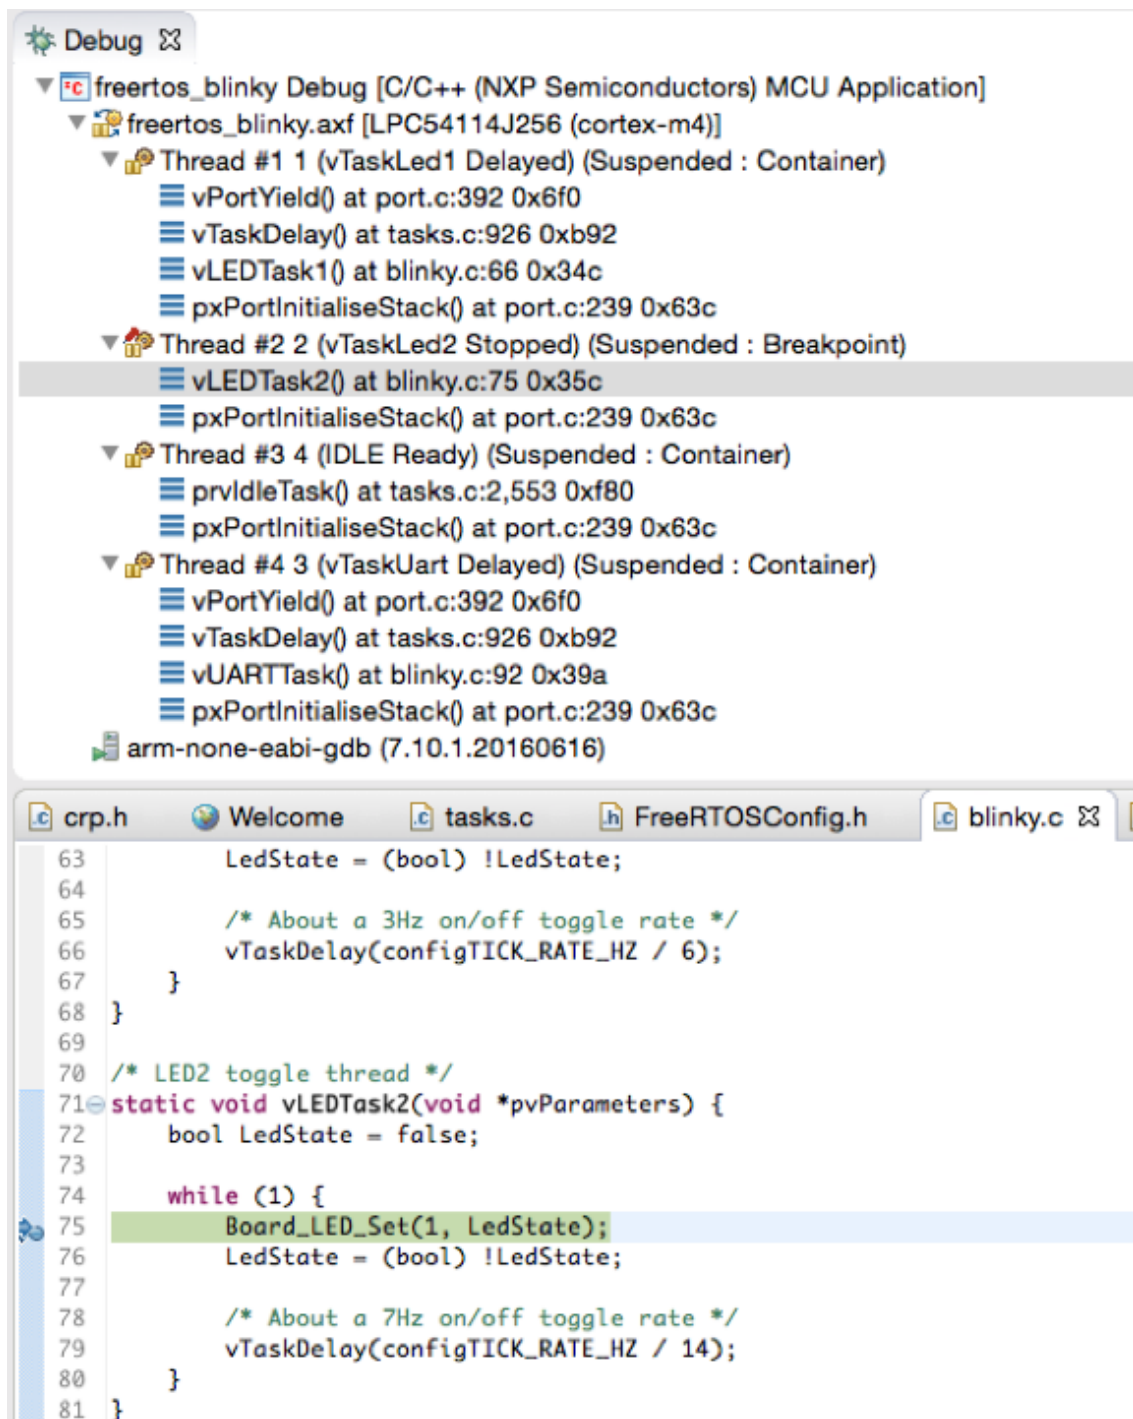 Debug
freertos_blinky Debug [C/C++ (NXP Semiconductors) MCU Application]
freertos_blinky.axf [LPC54114J256 (cortex-m4)]
Thread #1 1 (vTaskLed1 Delayed) (Suspended : Container)
vPortYield() at port.c:392 0x6f0
vTaskDelay() at tasks.c:926 0xb92
vLEDTask1() at blinky.c:66 0x34c
pxPortInitialiseStack() at port.c:239 0x63c
Thread #2 2 (vTaskLed2 Stopped) (Suspended : Breakpoint)
vLEDTask2() at blinky.c:75 0x35c
pxPortInitialiseStack() at port.c:239 0x63c
Thread #3 4 (IDLE Ready) (Suspended : Container)
prvIdleTask() at tasks.c:2,553 0xf80
pxPortInitialiseStack() at port.c:239 0x63c
Thread #4 3 (vTaskUart Delayed) (Suspended : Container)
vPortYield() at port.c:392 0x6f0
vTaskDelay() at tasks.c:926 0xb92
vUARTTask() at blinky.c:92 0x39a
pxPortInitialiseStack() at port.c:239 0x63c
arm-none-eabi-gdb (7.10.1.20160616)
.c crp.h Welcome .c tasks.c .h FreeRTOSConfig.h .c blinky.c
63 LedState = (bool) !LedState;
64
65 /* About a 3Hz on/off toggle rate */
66 vTaskDelay(configTICK_RATE_HZ / 6);
67 }
68 }
69
70 /* LED2 toggle thread */
71 static void vLEDTask2(void *pvParameters) {
72 bool LedState = false;
73
74 while (1) {
75 Board_LED_Set(1, LedState);
76 LedState = (bool) !LedState;
77
78 /* About a 7Hz on/off toggle rate */
79 vTaskDelay(configTICK_RATE_HZ / 14);
80 }
81 }